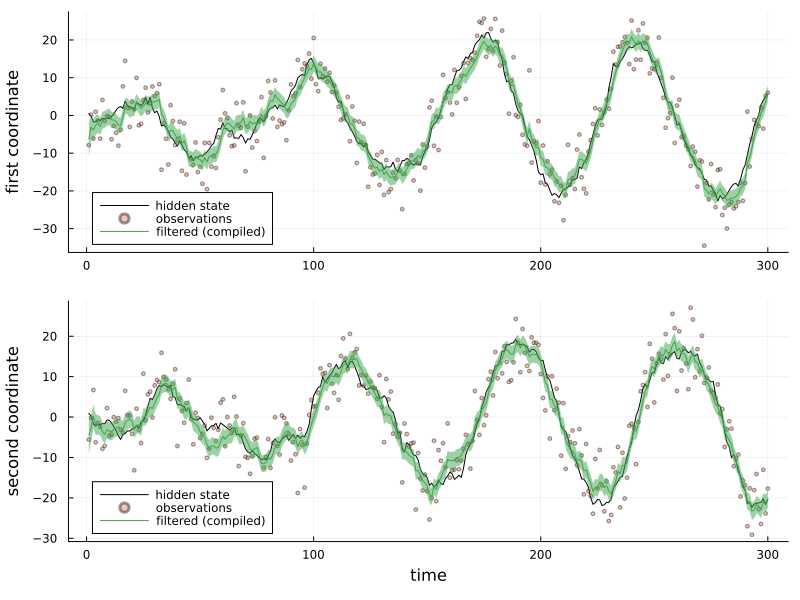 first coordinate
20
10
0
−10
−20
−30
hidden state
observations
filtered (compiled)
0 100 200 300
second coordinate
20
10
0
−10
−20
−30
hidden state
observations
filtered (compiled)
0 100 200 300
time